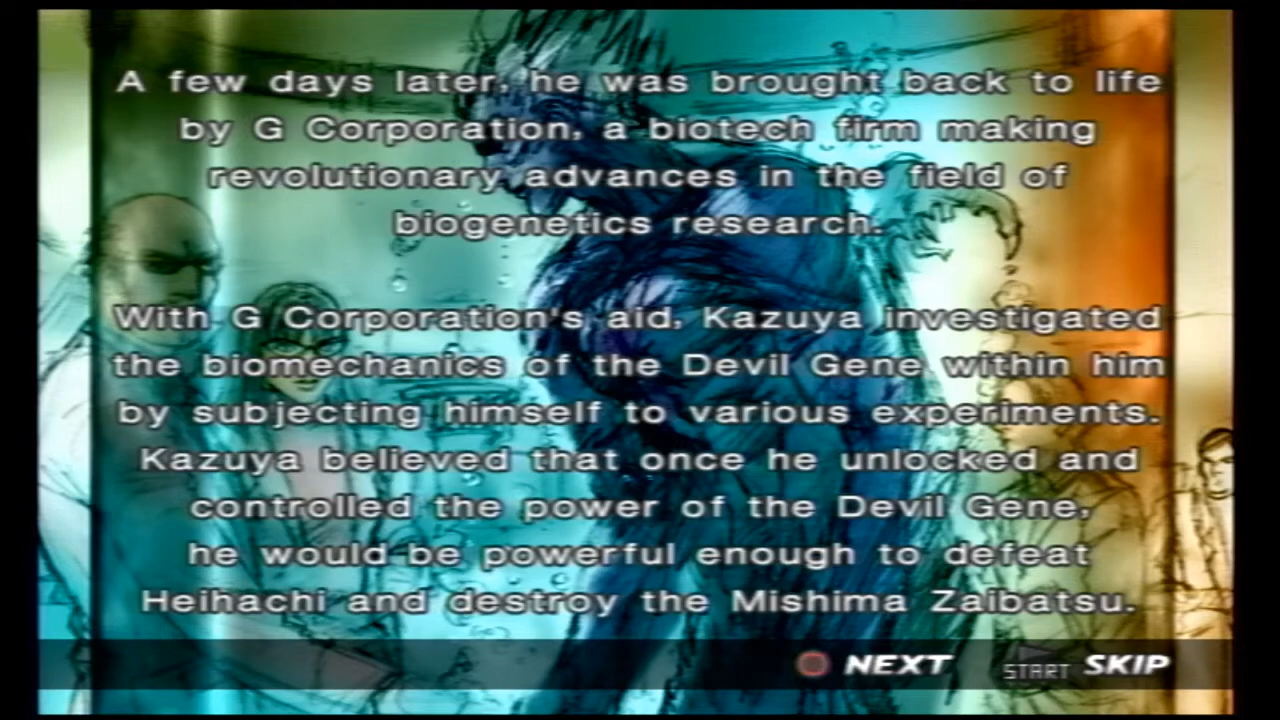 A few days later, he was brought back to life
by G Corporation, a biotech firm making
revolutionary advances in the field of
biogenetics research.
With G Corporation's aid, Kazuya investigated
the biomechanics of the Devil Gene within him
by subjecting himself to various experiments.
Kazuya believed that once he unlocked and
controlled the power of the Devil Gene,
he would be powerful enough to defeat
Heihachi and destroy the Mishima Zaibatsu.
NEXT START SKIP